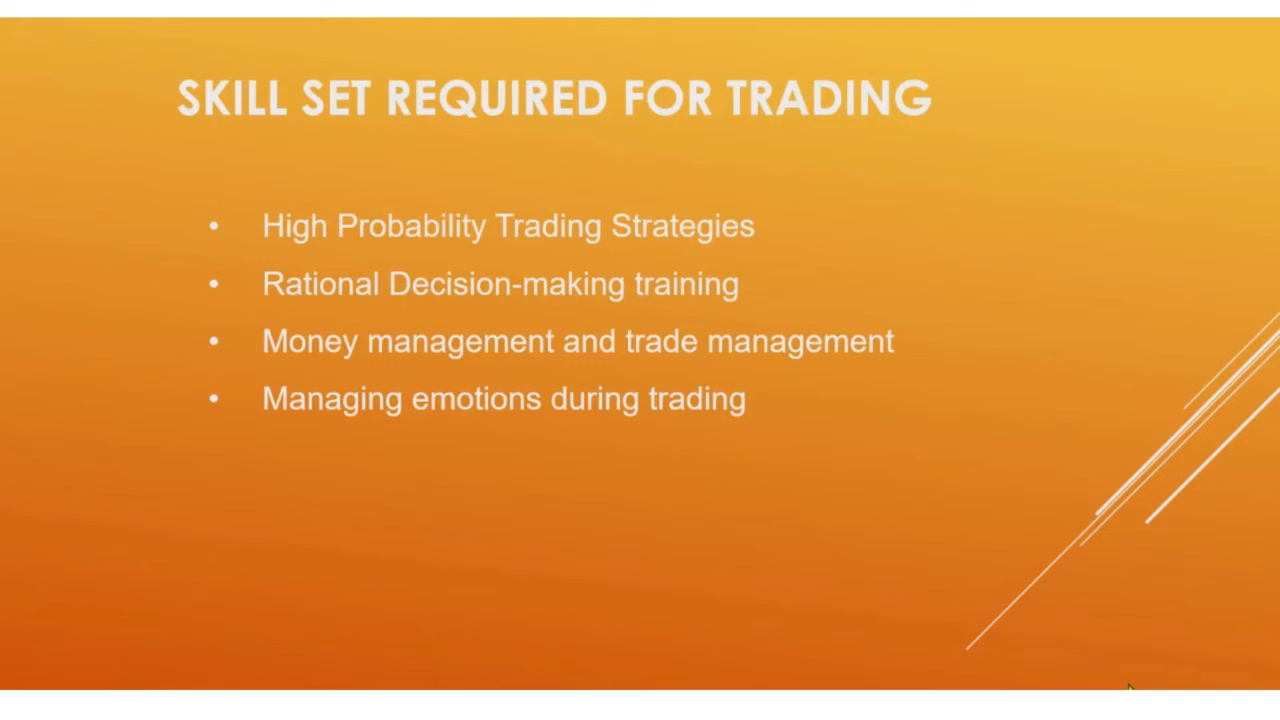 SKILL SET REQUIRED FOR TRADING
• High Probability Trading Strategies
• Rational Decision-making training
• Money management and trade management
• Managing emotions during trading